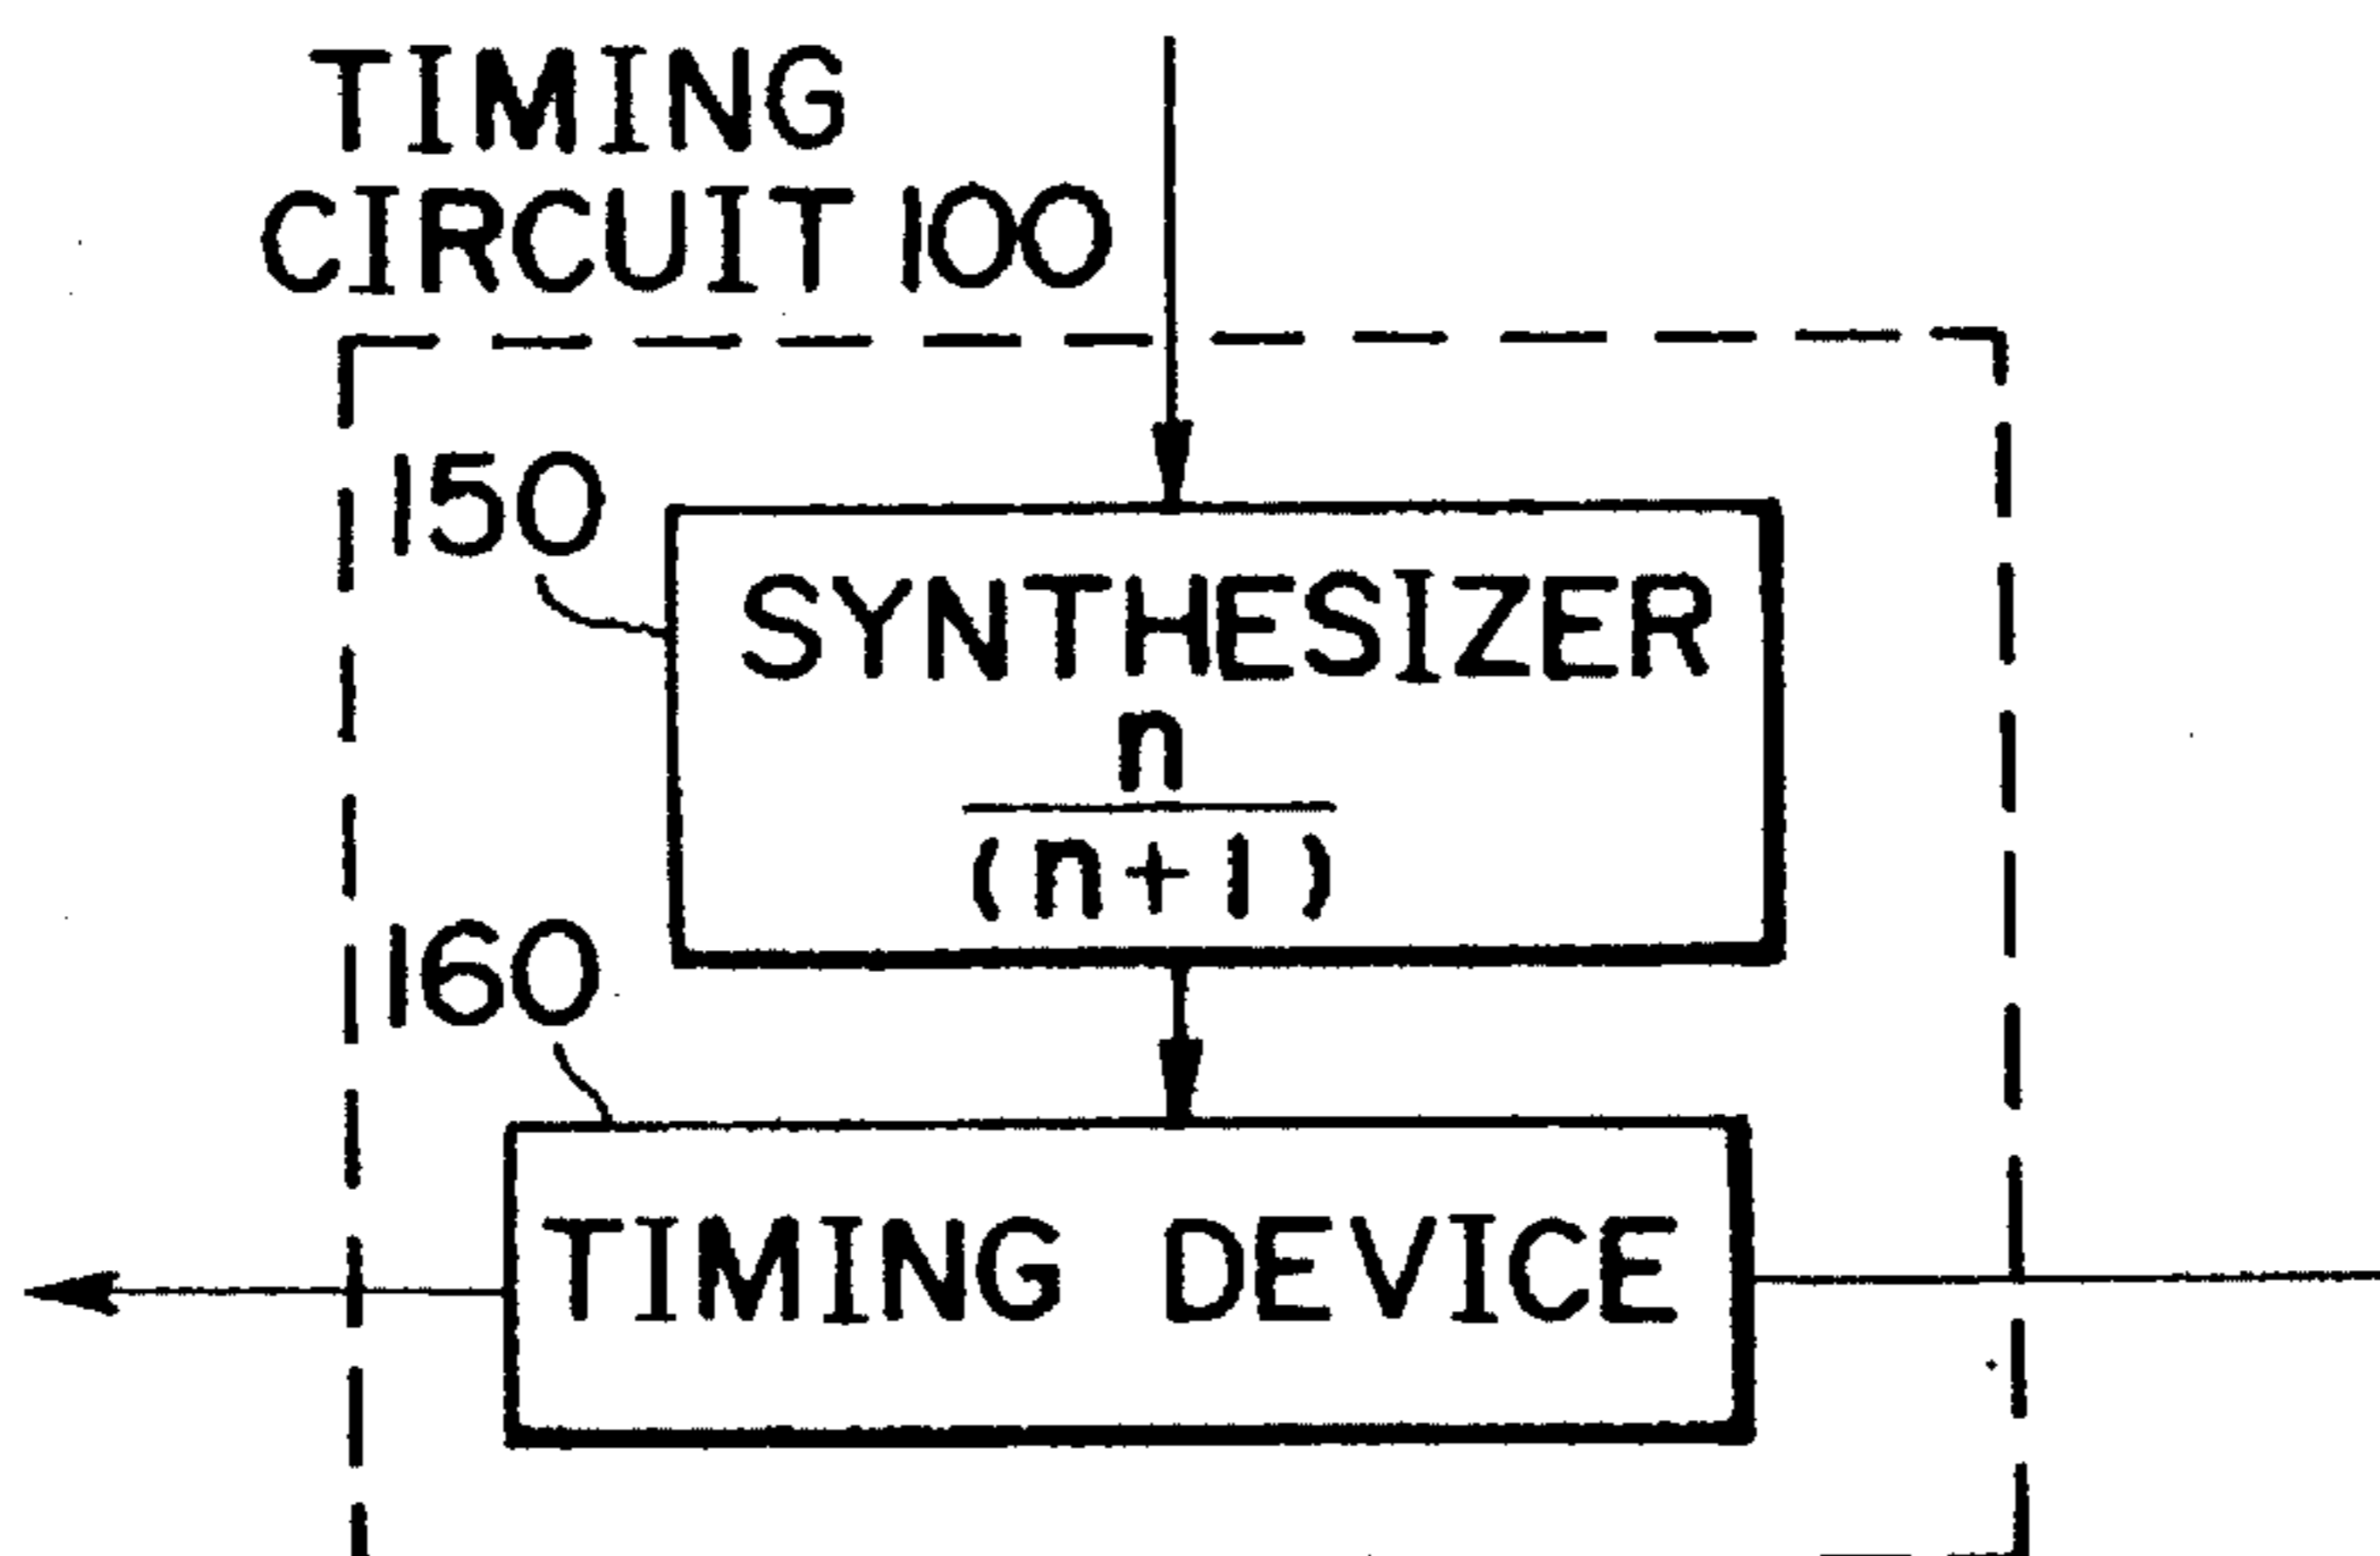 TIMING
CIRCUIT 100
150
SYNTHESIZER
n
(n+1)
160
TIMING DEVICE